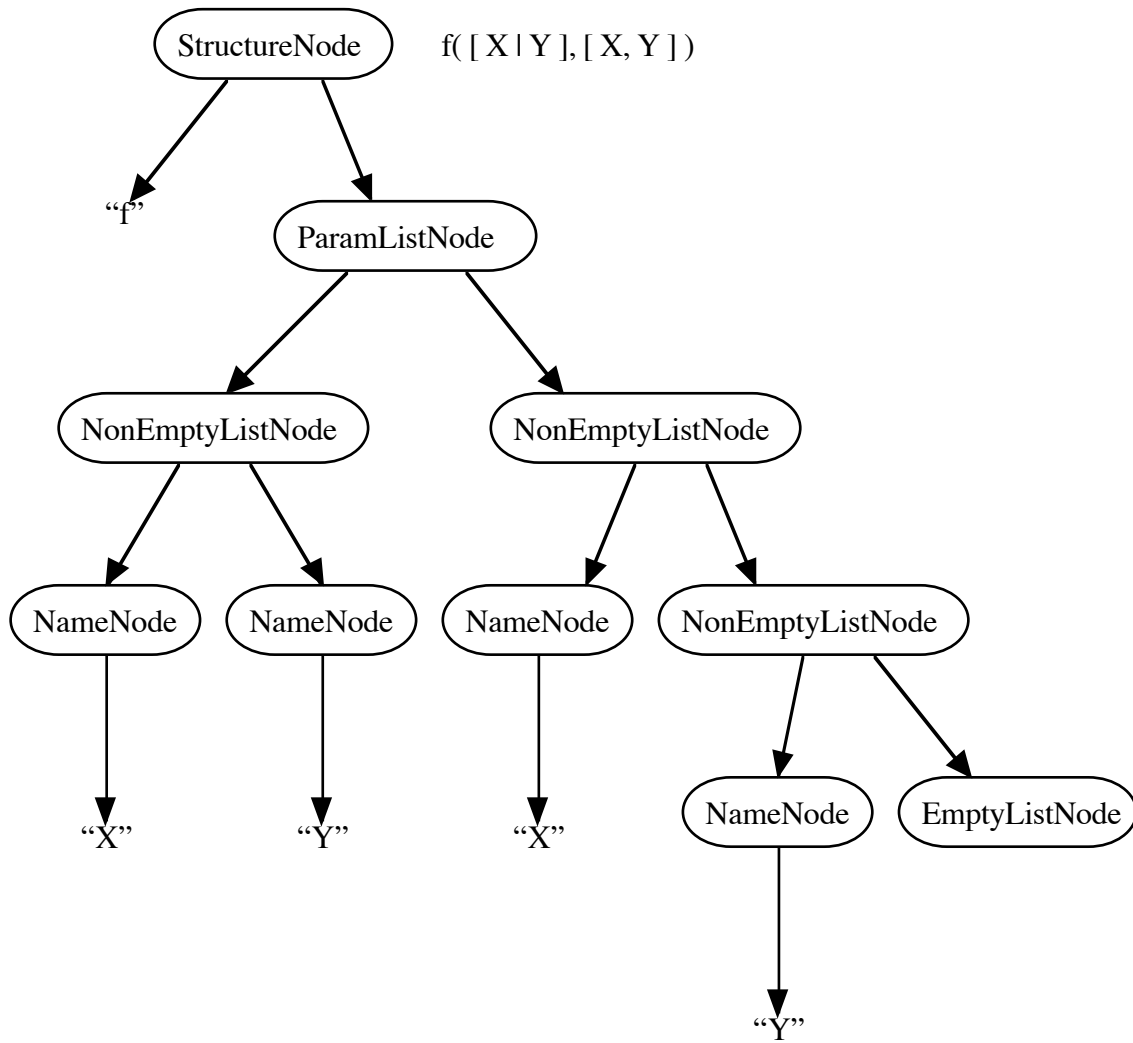 StructureNode
f( [ X | Y ], [ X, Y ] )
“f”
ParamListNode
NonEmptyListNode
NonEmptyListNode
NameNode
NameNode
NameNode
NonEmptyListNode
NameNode
EmptyListNode
“X”
“Y”
“X”
“Y”